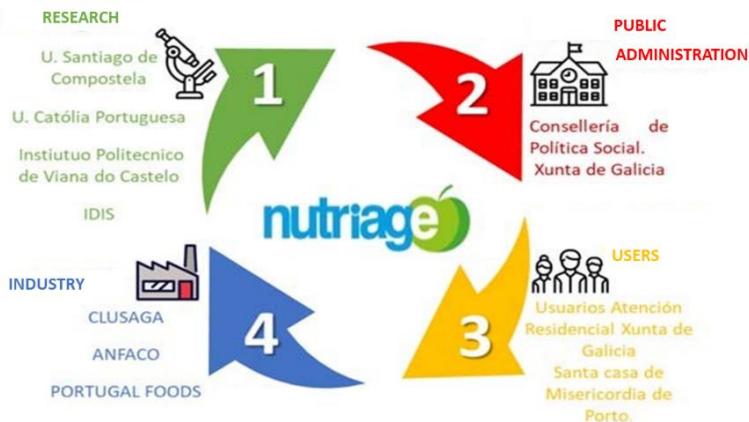 RESEARCH
U. Santiago de
Compostela
U. Católia Portuguesa
Instiutuo Politecnico
de Viana do Castelo
IDIS
1
2
PUBLIC
ADMINISTRATION
Consellería de
Política Social.
Xunta de Galicia
nutriage
INDUSTRY
CLUSAGA
ANFACO
PORTUGAL FOODS
4
3
USERS
Usuarios Atención
Residencial Xunta de
Galicia
Santa casa de
Misericordia de
Porto.